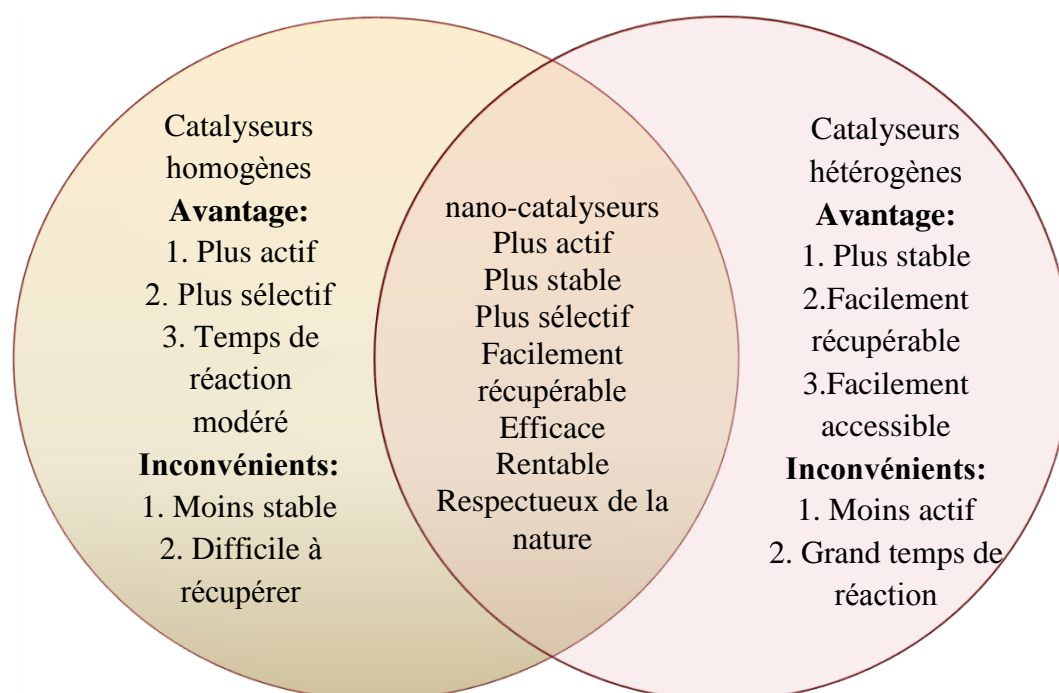 Catalyseurs
homogènes
Avantage:
1. Plus actif
2. Plus sélectif
3. Temps de
réaction
modéré
Inconvénients:
1. Moins stable
2. Difficile à
récupérer
nano-catalyseurs
Plus actif
Plus stable
Plus sélectif
Facilement
récupérable
Efficace
Rentable
Respectueux de la
nature
Catalyseurs
hétérogènes
Avantage:
1. Plus stable
2.Facilement
récupérable
3.Facilement
accessible
Inconvénients:
1. Moins actif
2. Grand temps de
réaction